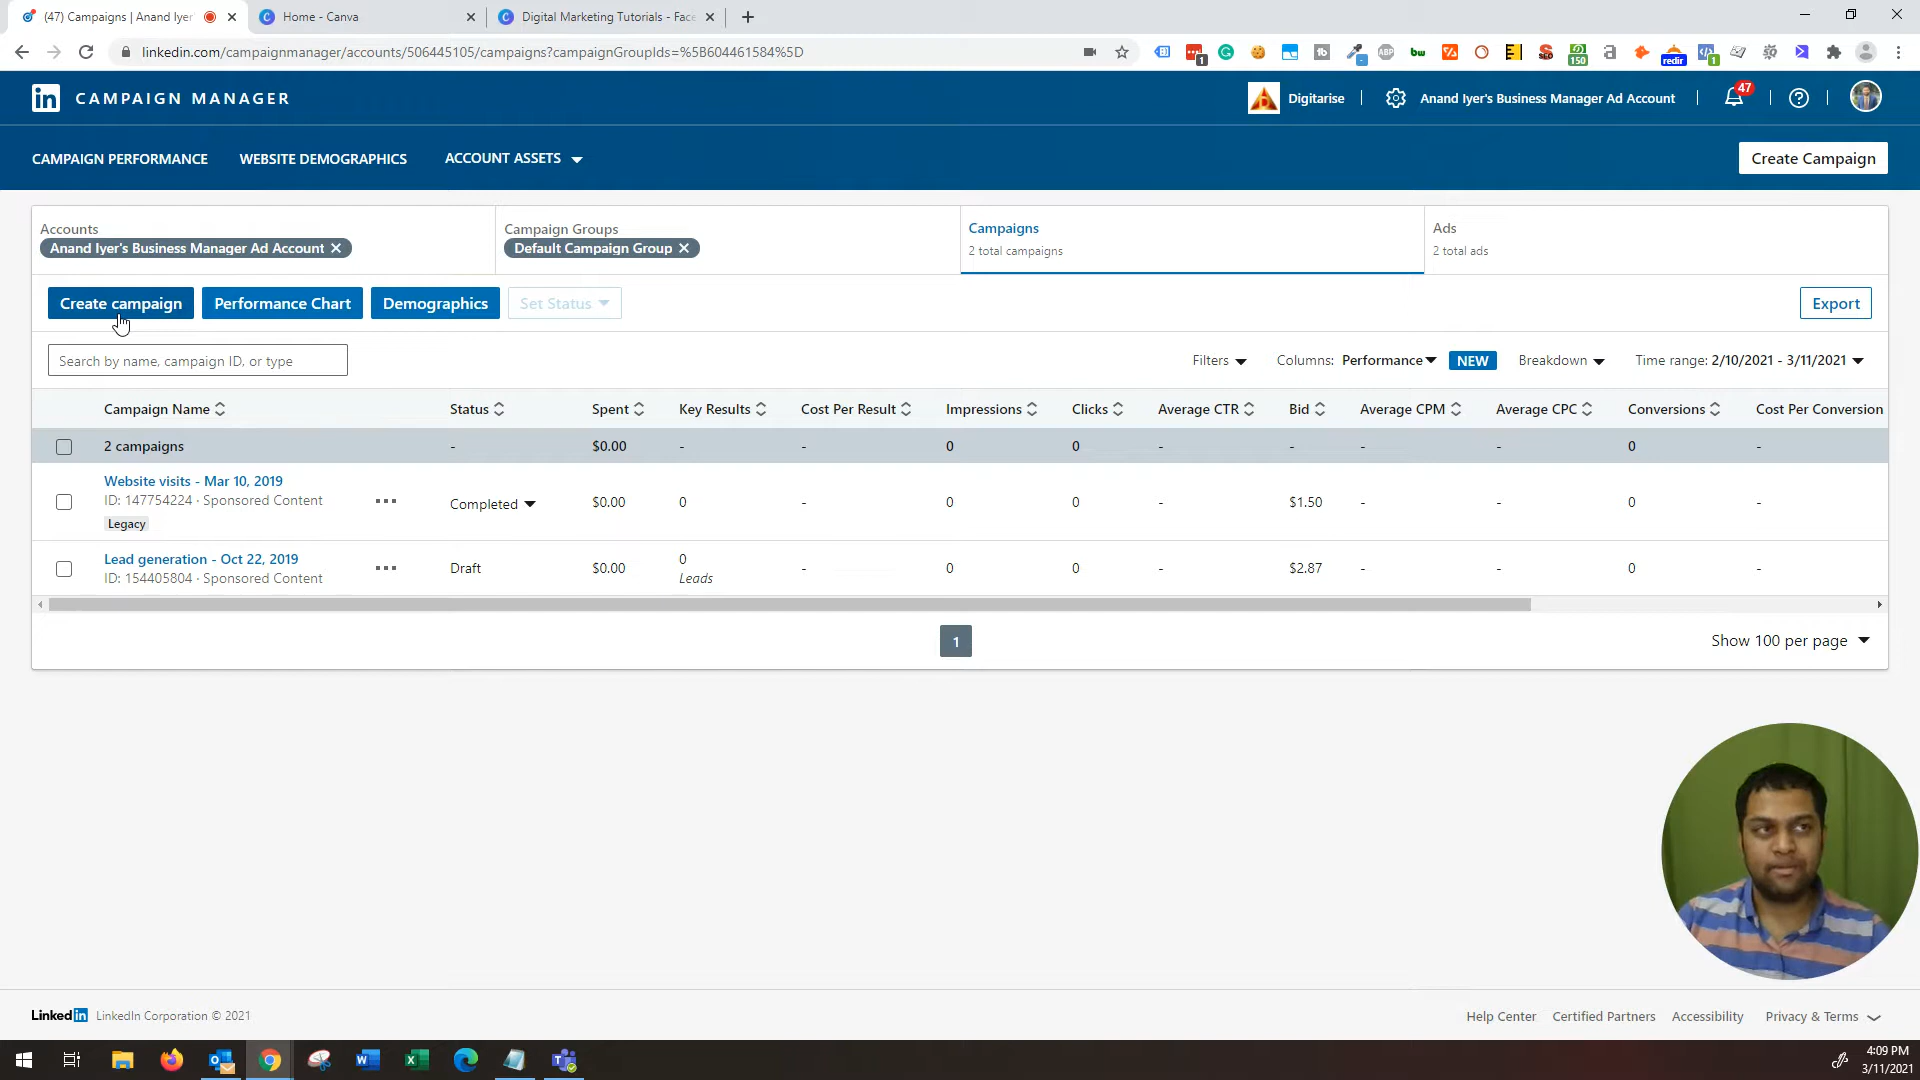 (47) Campaigns | Anand Iyer
Home - Canva
Digital Marketing Tutorials - Fac
linkedin.com/campaignmanager/accounts/506445105/campaigns?campaignGroupIds=%5B604461584%5D
in CAMPAIGN MANAGER
Digitarise
Anand Iyer's Business Manager Ad Account
47
CAMPAIGN PERFORMANCE
WEBSITE DEMOGRAPHICS
ACCOUNT ASSETS
Create Campaign
Accounts
Anand Iyer's Business Manager Ad Account
Campaign Groups
Default Campaign Group
Campaigns
2 total campaigns
Ads
2 total ads
Create campaign
Performance Chart
Demographics
Set Status
Export
Search by name, campaign ID, or type
Filters
Columns: Performance
NEW
Breakdown
Time range: 2/10/2021 - 3/11/2021
Campaign Name Status Spent Key Results Cost Per Result Impressions Clicks Average CTR Bid Average CPM Average CPC Conversions Cost Per Conversion
2 campaigns - $0.00 - - 0 0 - - - - 0 -
Website visits - Mar 10, 2019
ID: 147754224 · Sponsored Content
Legacy
Completed $0.00 0 - 0 0 - $1.50 - - 0 -
Lead generation - Oct 22, 2019
ID: 154405804 · Sponsored Content
Draft $0.00 0 - 0 0 - $2.87 - - 0 -
Leads
1
Show 100 per page
Linkedin LinkedIn Corporation © 2021
Help Center
Certified Partners
Accessibility
Privacy & Terms
4:09 PM
3/11/2021